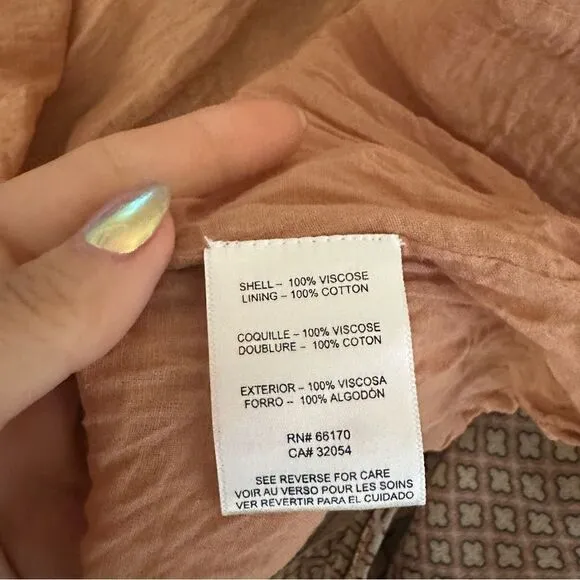 SHELL – 100% VISCOSE
LINING – 100% COTTON
COQUILLE – 100% VISCOSE
DOUBLURE – 100% COTON
EXTERIOR – 100% VISCOSA
FORRO – 100% ALGODÓN
RN# 66170
CA# 32054
SEE REVERSE FOR CARE
VOIR AU VERSO POUR LES SOINS
VER REVERTIR PARA EL CUIDADO